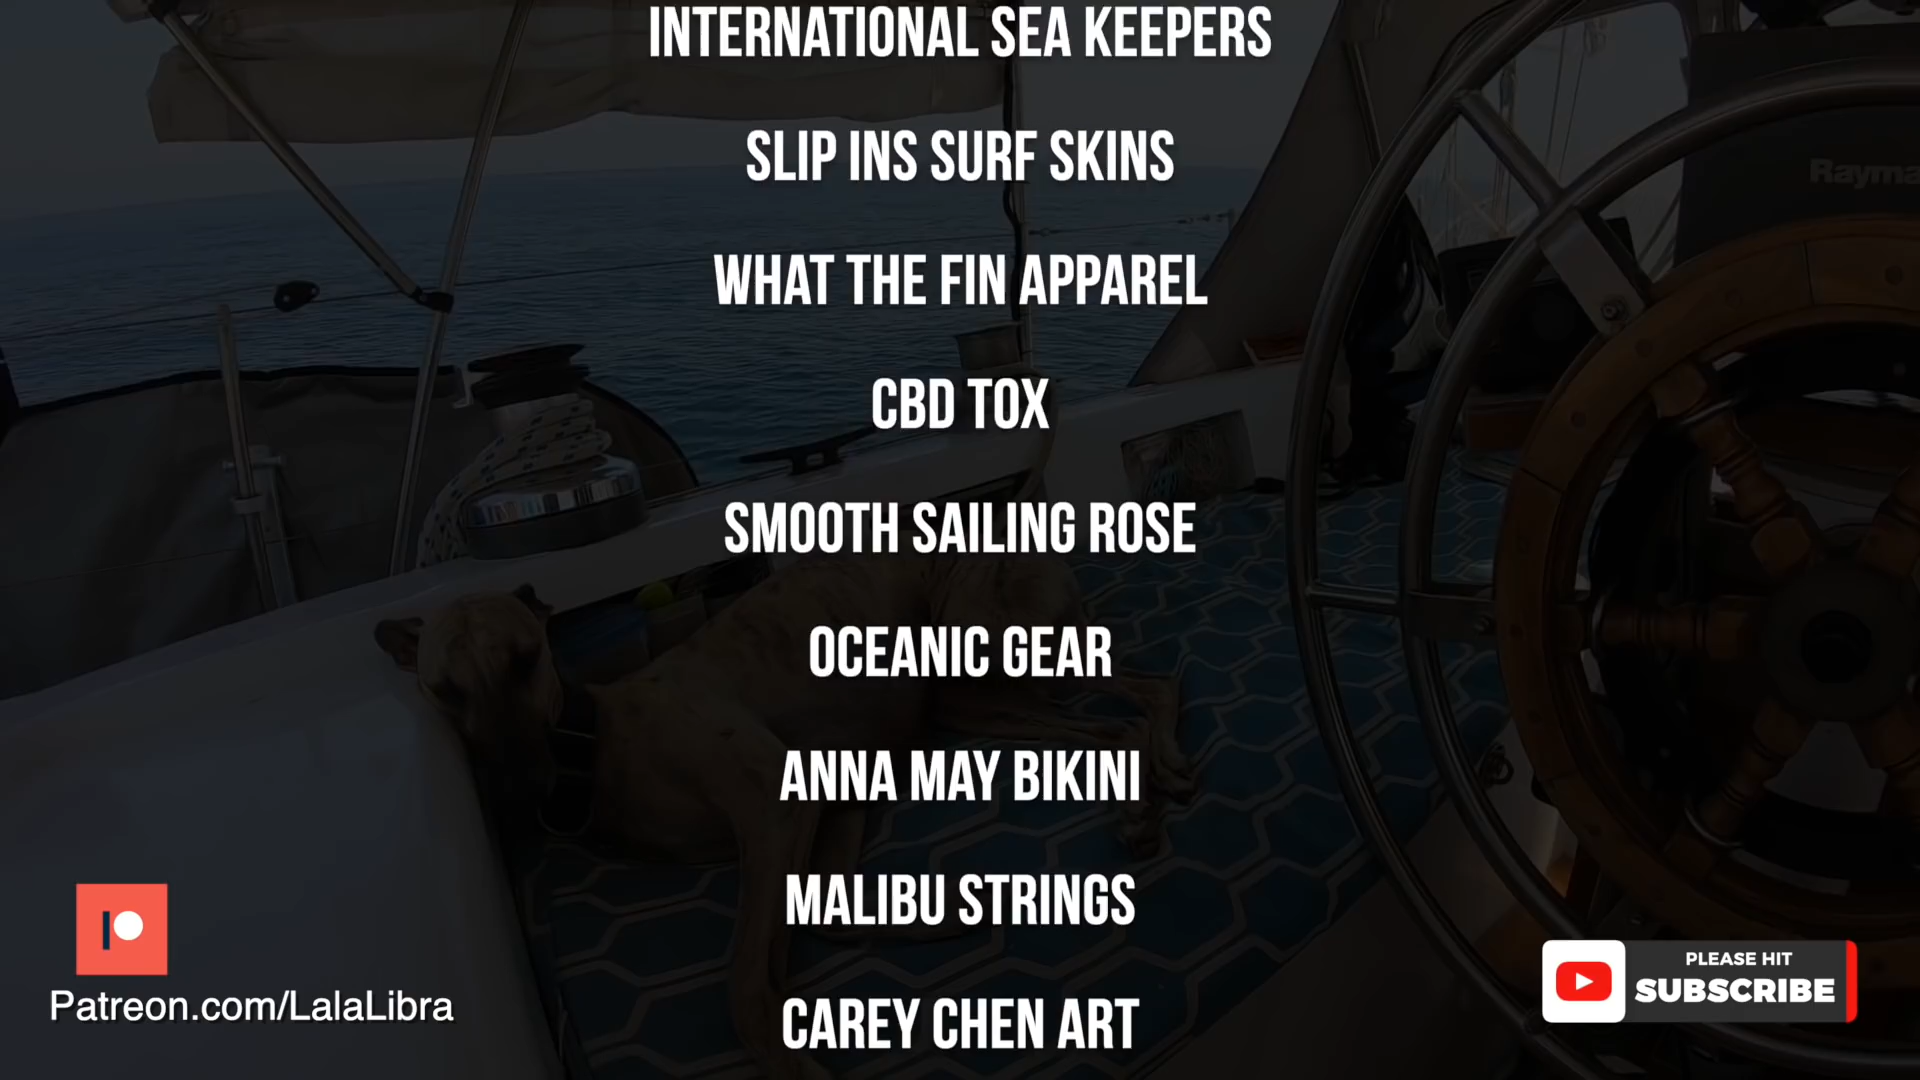 INTERNATIONAL SEA KEEPERS
SLIP INS SURF SKINS
WHAT THE FIN APPAREL
CBD TOX
SMOOTH SAILING ROSE
OCEANIC GEAR
ANNA MAY BIKINI
MALIBU STRINGS
CAREY CHEN ART
Patreon.com/LalaLibra
PLEASE HIT
SUBSCRIBE